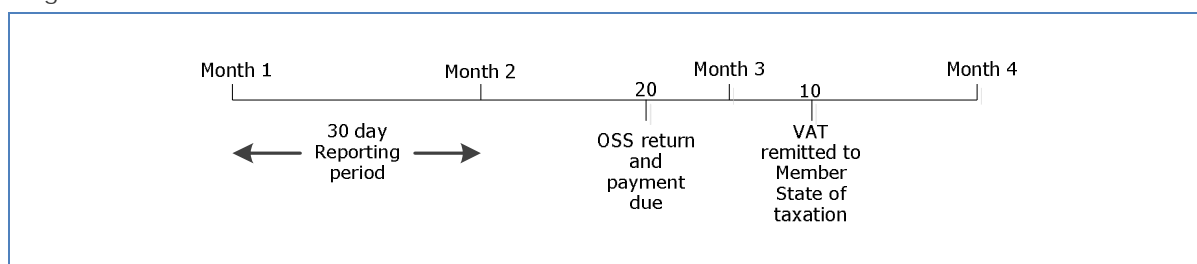 Month 1
Month 2
Month 3
Month 4
20
10
30 day
Reporting
period
OSS return
and
payment
due
VAT
remitted to
Member
State of
taxation